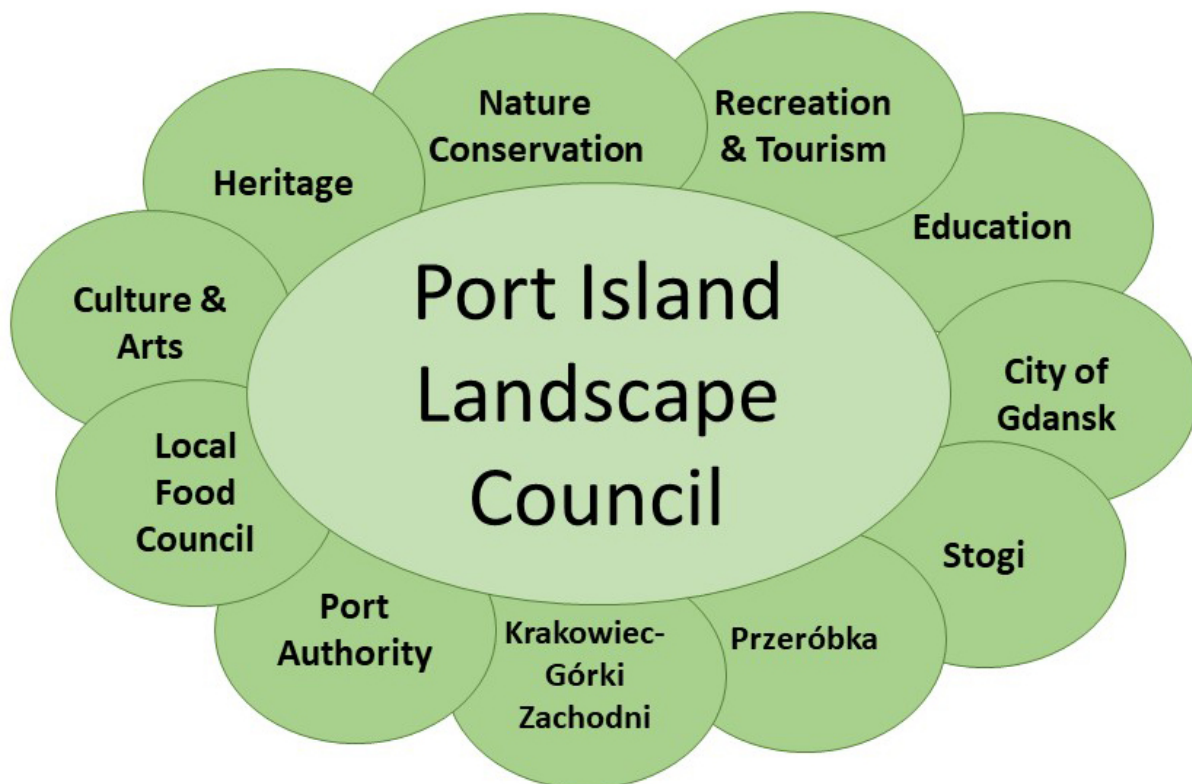 Nature
Conservation
Recreation
& Tourism
Heritage
Education
Culture &
Arts
Port Island
Landscape
Council
City of
Gdansk
Local
Food
Council
Stogi
Port
Authority
Krakowiec-
Górki
Zachodni
Przeróbka